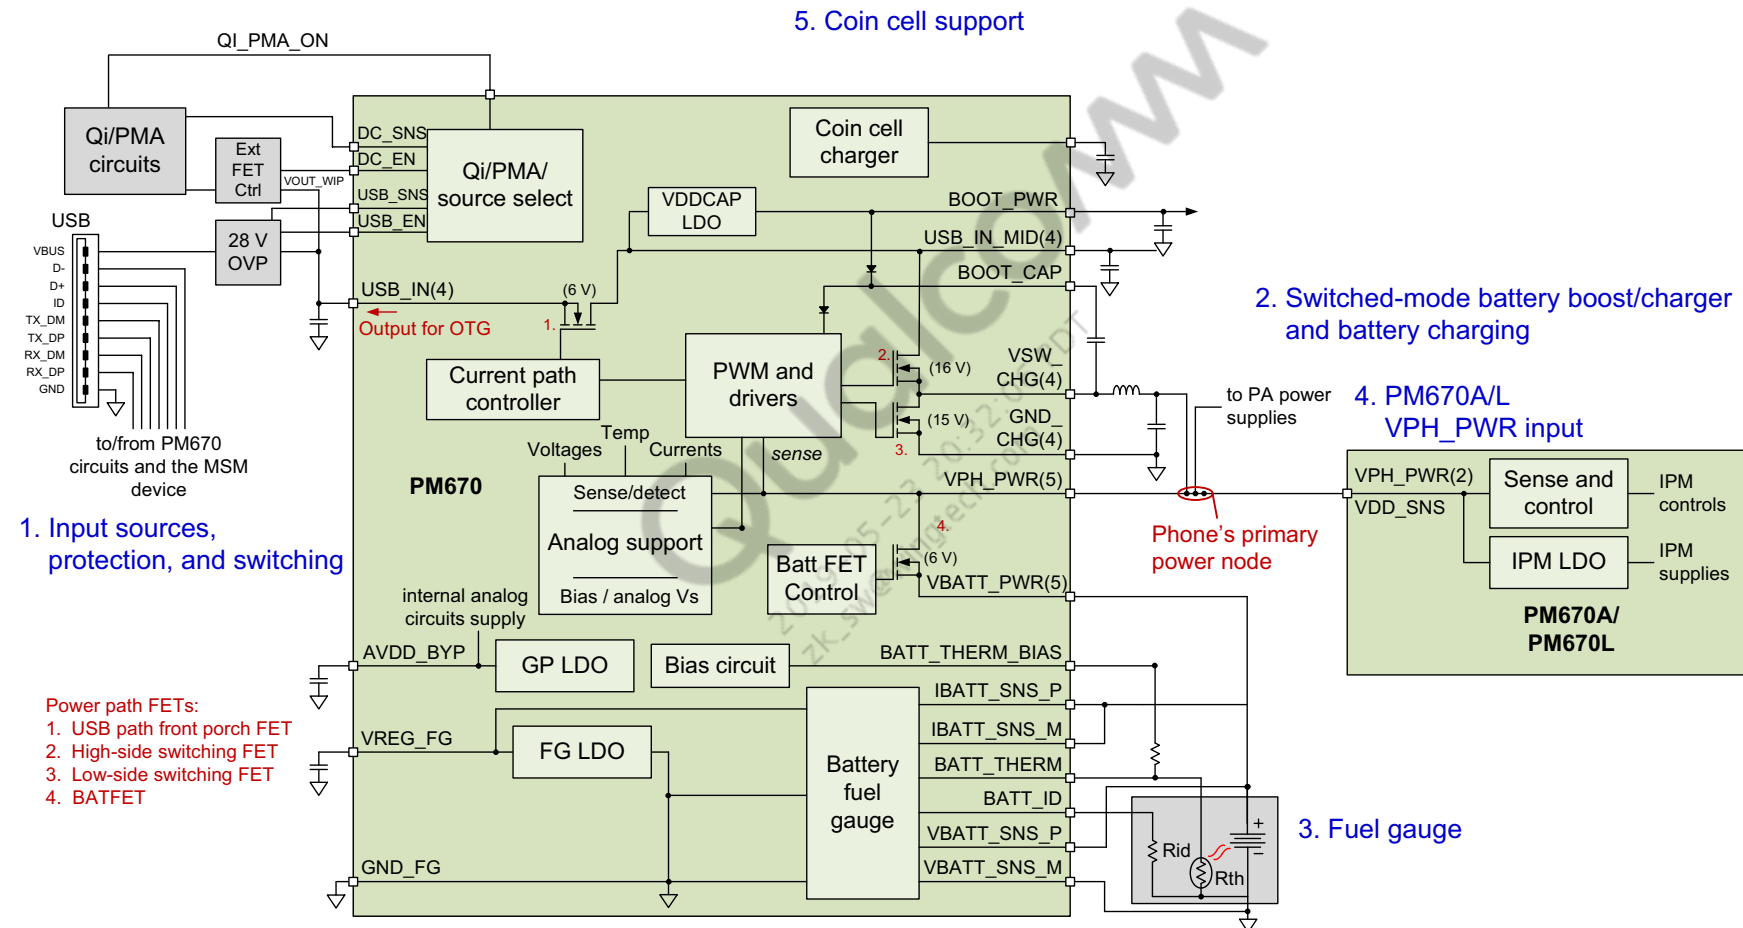 5. Coin cell support
QI_PMA_ON
Qi/PMA
circuits
Ext
FET
Ctrl
VOUT_WIP
28 V
OVP
USB
VBUS
D-
D+
ID
TX_DM
TX_DP
RX_DM
RX_DP
GND
to/from PM670
circuits and the MSM
device
1. Input sources,
protection, and switching
DC_SNS
DC_EN
USB_SNS
USB_EN
Qi/PMA/
source select
Coin cell
charger
VDDCAP
LDO
BOOT_PWR
USB_IN_MID(4)
BOOT_CAP
USB_IN(4)
(6 V)
1.
Output for OTG
Current path
controller
PWM and
drivers
2.
(16 V)
VSW_
CHG(4)
(15 V)
GND_
CHG(4)
3.
sense
Voltages
Temp
Currents
PM670
Sense/detect
Analog support
Bias / analog Vs
VPH_PWR(5)
4.
Batt FET
Control
(6 V)
VBATT_PWR(5)
2. Switched-mode battery boost/charger
and battery charging
to PA power
supplies
4. PM670A/L
VPH_PWR input
Phone's primary
power node
VPH_PWR(2)
VDD_SNS
Sense and
control
IPM
controls
IPM LDO
IPM
supplies
PM670A/
PM670L
internal analog
circuits supply
AVDD_BYP
GP LDO
Bias circuit
BATT_THERM_BIAS
IBATT_SNS_P
IBATT_SNS_M
BATT_THERM
BATT_ID
VBATT_SNS_P
VBATT_SNS_M
VREG_FG
FG LDO
Battery
fuel
gauge
GND_FG
Power path FETs:
1. USB path front porch FET
2. High-side switching FET
3. Low-side switching FET
4. BATFET
Rid
Rth
+
−
3. Fuel gauge
Qualcomm